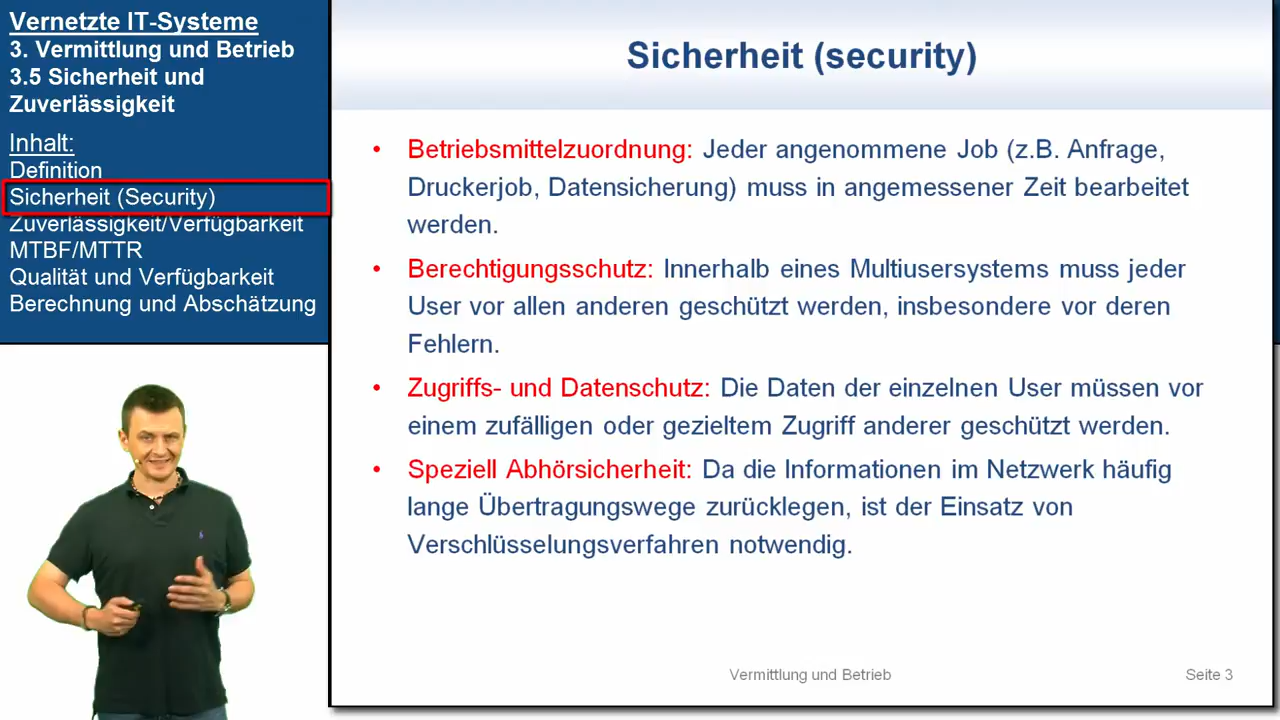 Vernetzte IT-Systeme
3. Vermittlung und Betrieb
3.5 Sicherheit und
Zuverlässigkeit
Inhalt:
Definition
Sicherheit (Security)
Zuverlässigkeit/Verfügbarkeit
MTBF/MTTR
Qualität und Verfügbarkeit
Berechnung und Abschätzung
Sicherheit (security)
• Betriebsmittelzuordnung: Jeder angenommene Job (z.B. Anfrage,
Druckerjob, Datensicherung) muss in angemessener Zeit bearbeitet
werden.
• Berechtigungsschutz: Innerhalb eines Multiusersystems muss jeder
User vor allen anderen geschützt werden, insbesondere vor deren
Fehlern.
• Zugriffs- und Datenschutz: Die Daten der einzelnen User müssen vor
einem zufälligen oder gezieltem Zugriff anderer geschützt werden.
• Speziell Abhörsicherheit: Da die Informationen im Netzwerk häufig
lange Übertragungswege zurücklegen, ist der Einsatz von
Verschlüsselungsverfahren notwendig.
Vermittlung und Betrieb
Seite 3